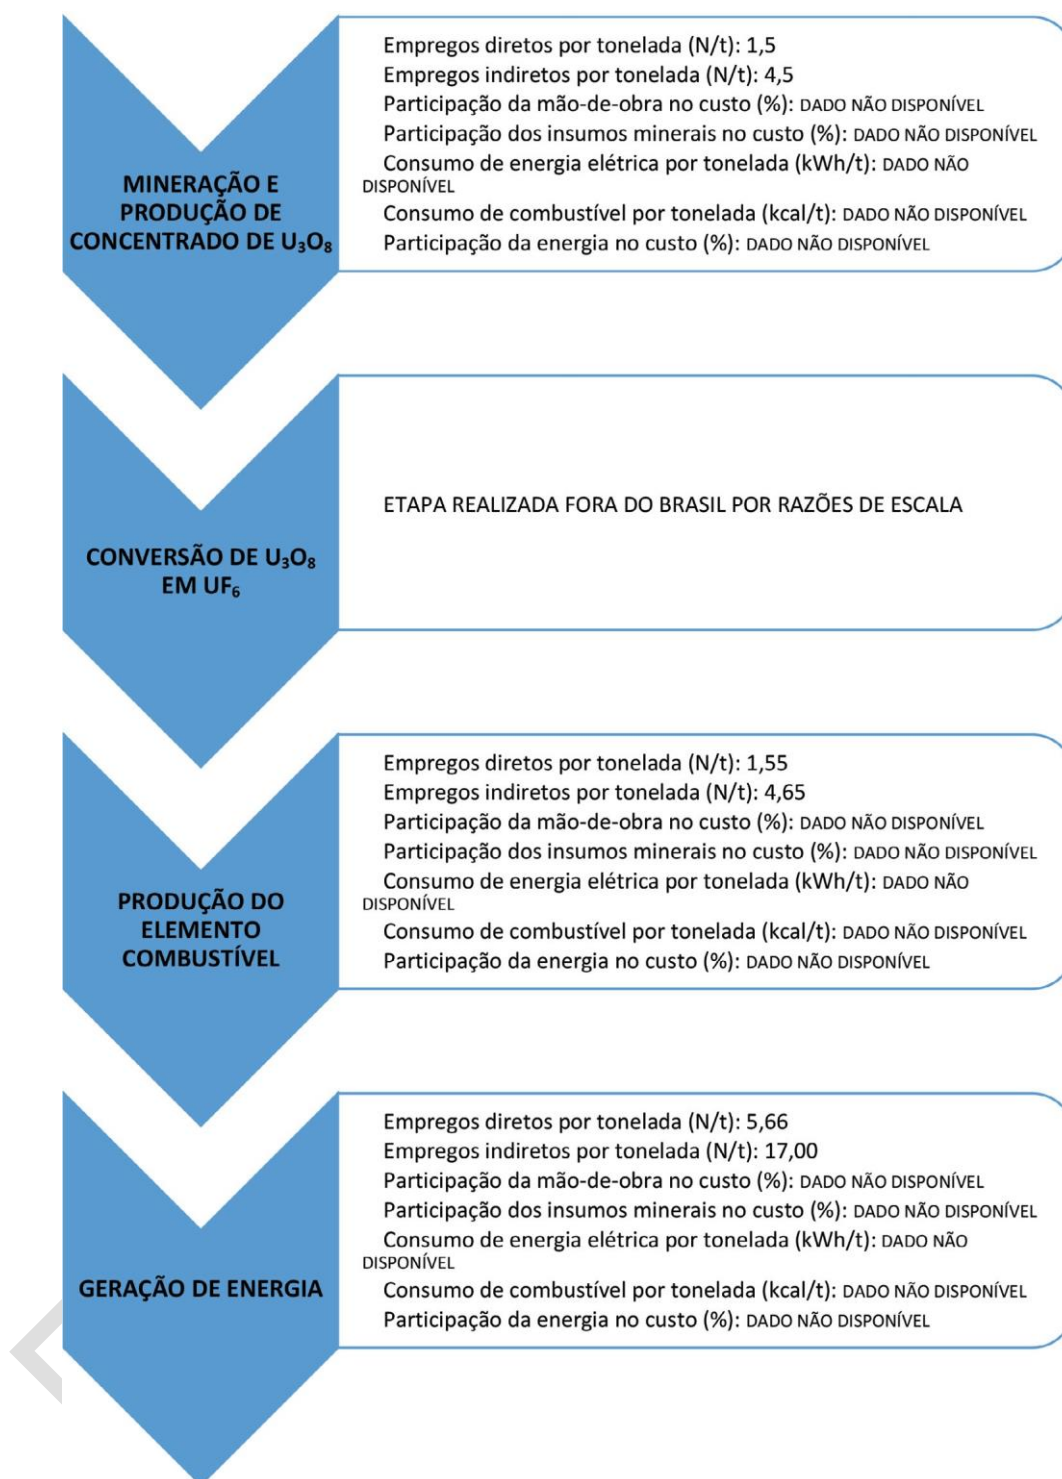 MINERAÇÃO E
PRODUÇÃO DE
CONCENTRADO DE U₃O₈
Empregos diretos por tonelada (N/t): 1,5
Empregos indiretos por tonelada (N/t): 4,5
Participação da mão-de-obra no custo (%): DADO NÃO DISPONÍVEL
Participação dos insumos minerais no custo (%): DADO NÃO DISPONÍVEL
Consumo de energia elétrica por tonelada (kWh/t): DADO NÃO
DISPONÍVEL
Consumo de combustível por tonelada (kcal/t): DADO NÃO DISPONÍVEL
Participação da energia no custo (%): DADO NÃO DISPONÍVEL
CONVERSÃO DE U₃O₈
EM UF₆
ETAPA REALIZADA FORA DO BRASIL POR RAZÕES DE ESCALA
PRODUÇÃO DO
ELEMENTO
COMBUSTÍVEL
Empregos diretos por tonelada (N/t): 1,55
Empregos indiretos por tonelada (N/t): 4,65
Participação da mão-de-obra no custo (%): DADO NÃO DISPONÍVEL
Participação dos insumos minerais no custo (%): DADO NÃO DISPONÍVEL
Consumo de energia elétrica por tonelada (kWh/t): DADO NÃO
DISPONÍVEL
Consumo de combustível por tonelada (kcal/t): DADO NÃO DISPONÍVEL
Participação da energia no custo (%): DADO NÃO DISPONÍVEL
GERAÇÃO DE ENERGIA
Empregos diretos por tonelada (N/t): 5,66
Empregos indiretos por tonelada (N/t): 17,00
Participação da mão-de-obra no custo (%): DADO NÃO DISPONÍVEL
Participação dos insumos minerais no custo (%): DADO NÃO DISPONÍVEL
Consumo de energia elétrica por tonelada (kWh/t): DADO NÃO
DISPONÍVEL
Consumo de combustível por tonelada (kcal/t): DADO NÃO DISPONÍVEL
Participação da energia no custo (%): DADO NÃO DISPONÍVEL